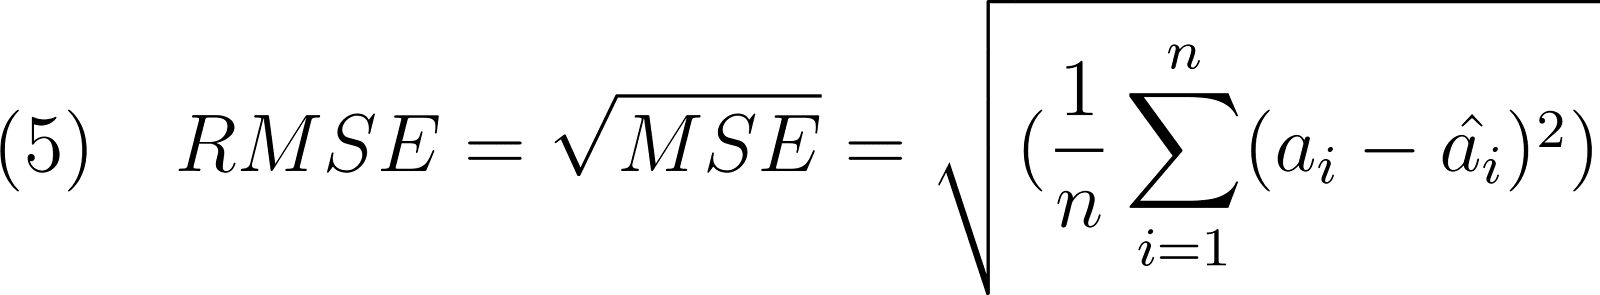 (5) RMSE = √MSE = √(1/n ∑_{i=1}^{n} (a_i − â_i)²)